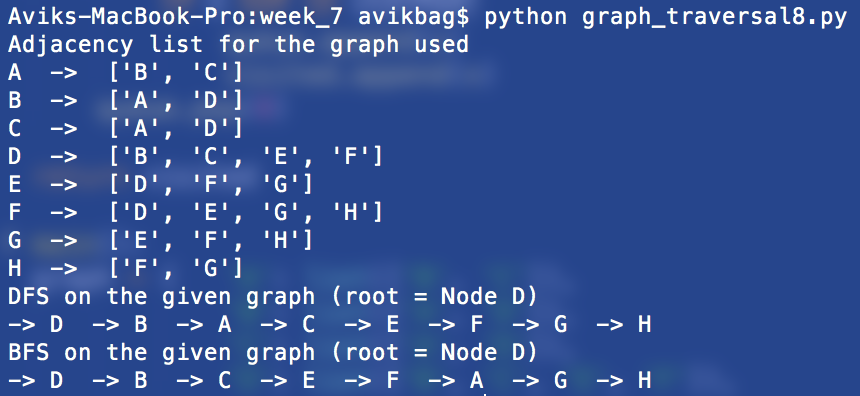 Aviks-MacBook-Pro:week_7 avikbag$ python graph_traversal8.py
Adjacency list for the graph used
A  ->  ['B', 'C']
B  ->  ['A', 'D']
C  ->  ['A', 'D']
D  ->  ['B', 'C', 'E', 'F']
E  ->  ['D', 'F', 'G']
F  ->  ['D', 'E', 'G', 'H']
G  ->  ['E', 'F', 'H']
H  ->  ['F', 'G']
DFS on the given graph (root = Node D)
-> D  -> B  -> A  -> C  -> E  -> F  -> G  -> H
BFS on the given graph (root = Node D)
-> D  -> B  -> C  -> E  -> F  -> A  -> G  -> H